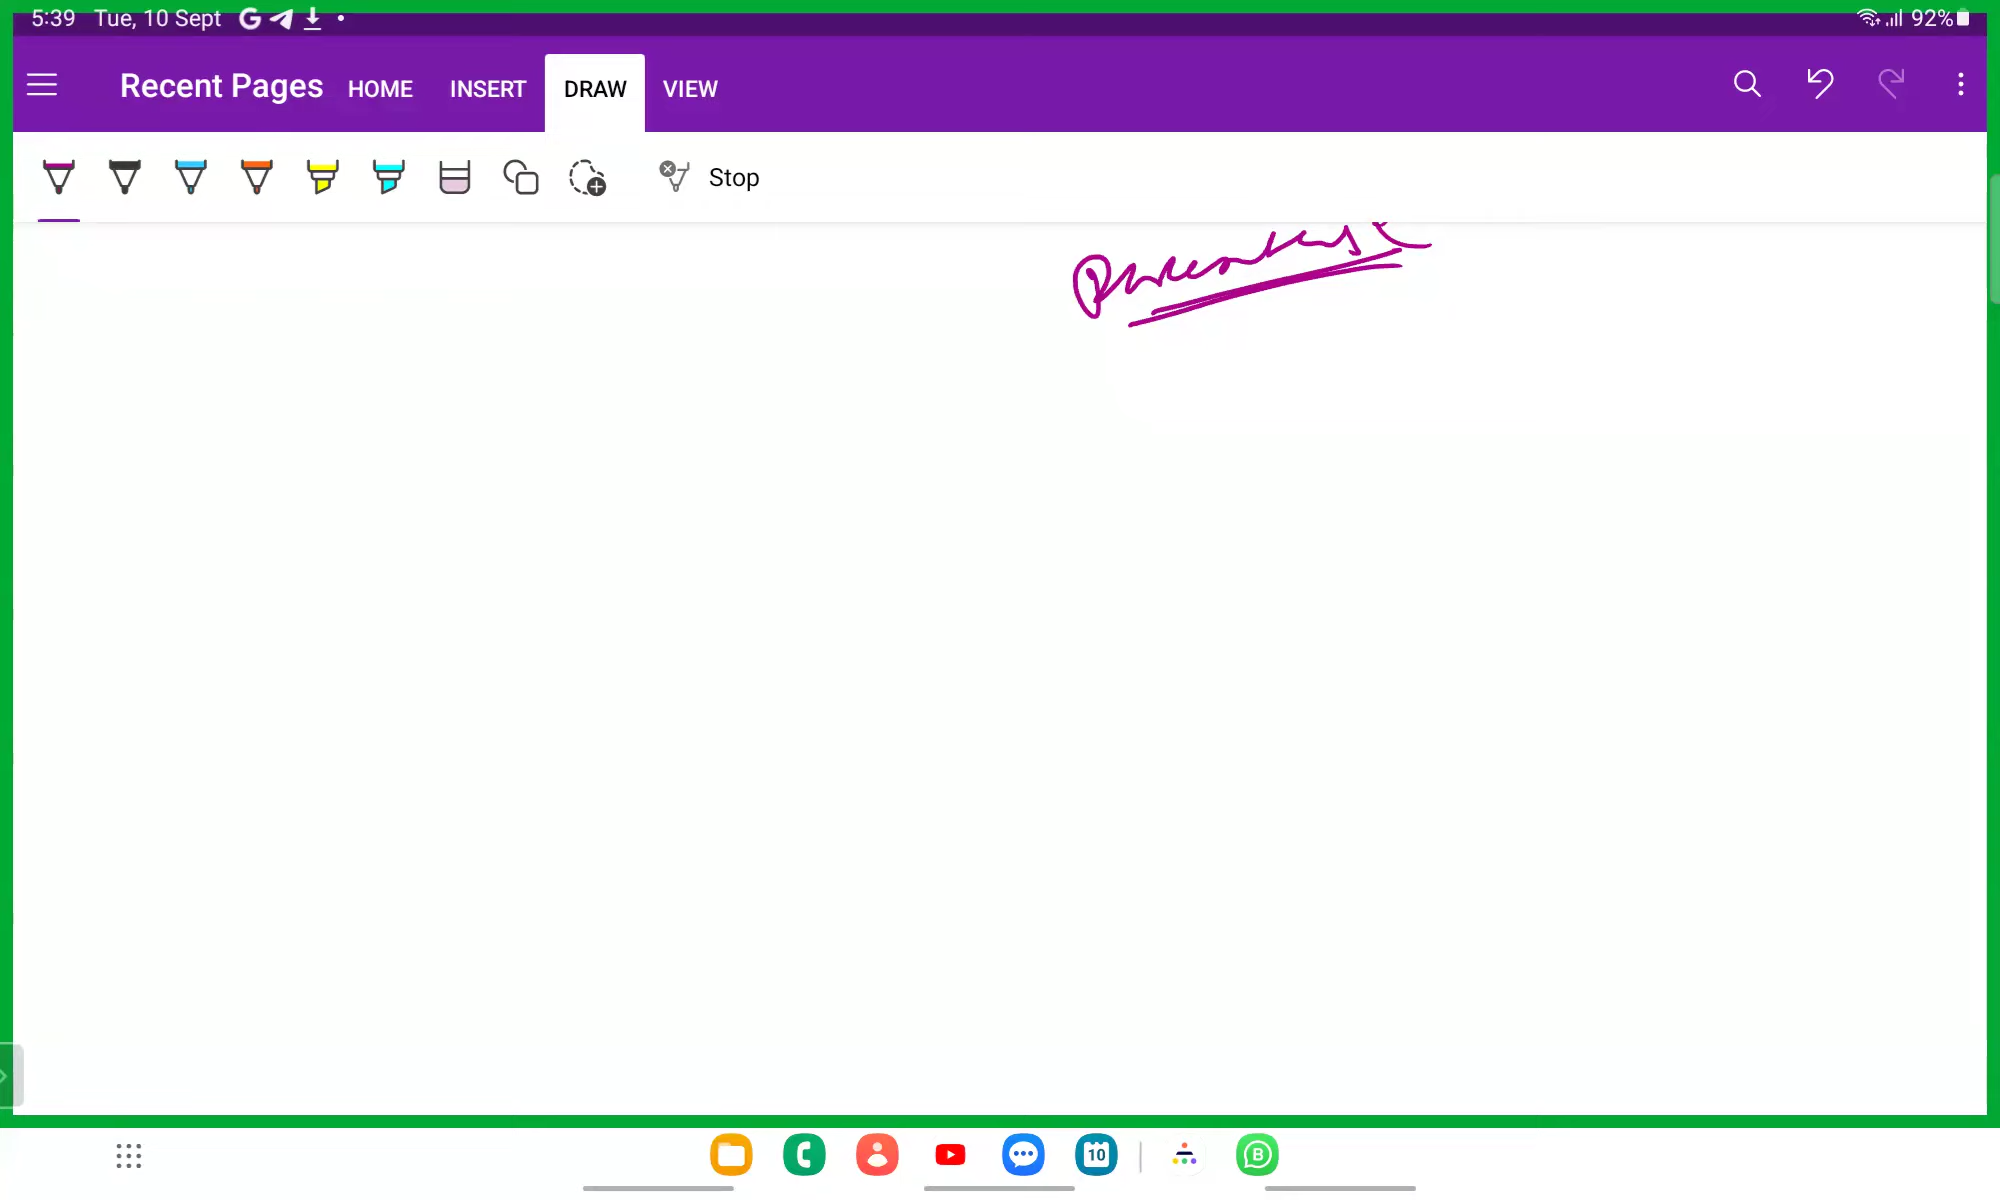 5:39 Tue, 10 Sept
92%
Recent Pages HOME INSERT DRAW VIEW
Stop
10
B